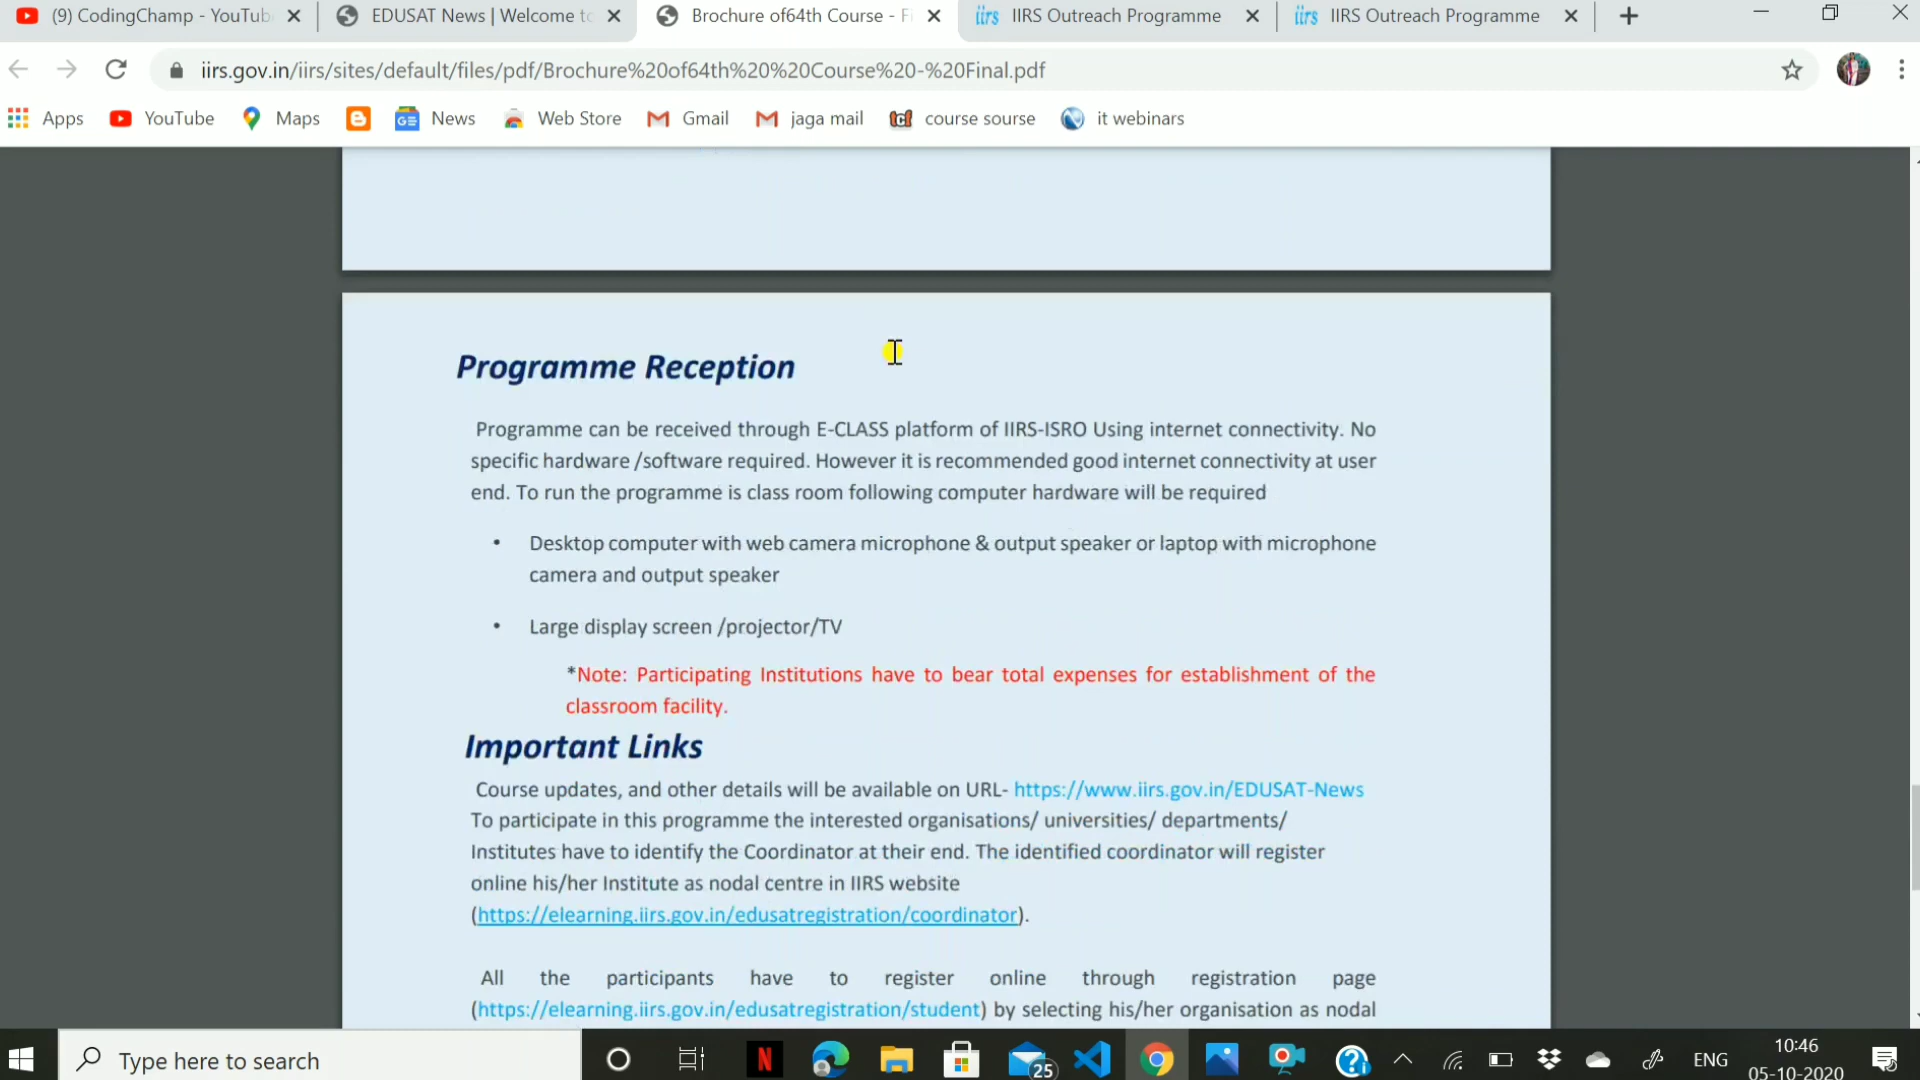 (9) CodingChamp - YouTub
EDUSAT News | Welcome to
Brochure of64th Course - Fi
iirs IIRS Outreach Programme
iirs IIRS Outreach Programme
iirs.gov.in/iirs/sites/default/files/pdf/Brochure%20of64th%20%20Course%20-%20Final.pdf
Apps YouTube Maps News Web Store Gmail jaga mail tcf course sourse it webinars
Programme Reception
Programme can be received through E-CLASS platform of IIRS-ISRO Using internet connectivity. No
specific hardware /software required. However it is recommended good internet connectivity at user
end. To run the programme is class room following computer hardware will be required
• Desktop computer with web camera microphone & output speaker or laptop with microphone
camera and output speaker
• Large display screen /projector/TV
*Note: Participating Institutions have to bear total expenses for establishment of the
classroom facility.
Important Links
Course updates, and other details will be available on URL- https://www.iirs.gov.in/EDUSAT-News
To participate in this programme the interested organisations/ universities/ departments/
Institutes have to identify the Coordinator at their end. The identified coordinator will register
online his/her Institute as nodal centre in IIRS website
(https://elearning.iirs.gov.in/edusatregistration/coordinator).
All the participants have to register online through registration page
(https://elearning.iirs.gov.in/edusatregistration/student) by selecting his/her organisation as nodal
Type here to search
25
ENG
10:46
05-10-2020